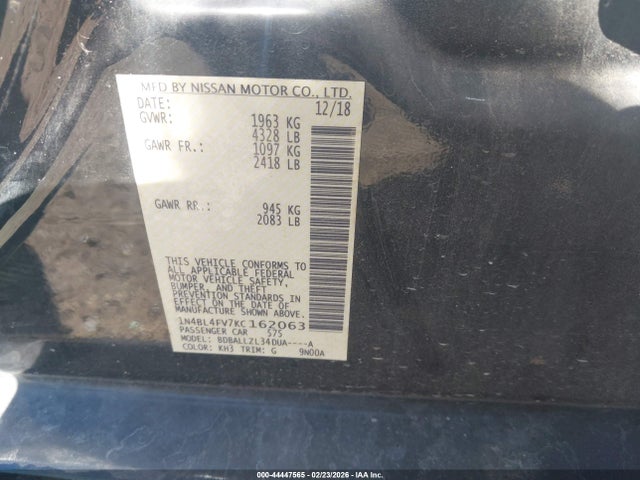 MFD BY NISSAN MOTOR CO., LTD.
DATE: 12/18
GVWR: 1963 KG
4328 LB
GAWR FR.: 1097 KG
2418 LB
GAWR RR.: 945 KG
2083 LB
THIS VEHICLE CONFORMS TO
ALL APPLICABLE FEDERAL
MOTOR VEHICLE SAFETY,
BUMPER, AND THEFT
PREVENTION STANDARDS
IN EFFECT ON THE DATE OF
MANUFACTURE SHOWN ABOVE.
1N4BL4FV7KC162063
PASSENGER CAR 575
MODEL: BDBALLZL34DUA----A
COLOR: KH3 TRIM: G 9N00A
000-44447565 - 02/23/2026 - IAA Inc.